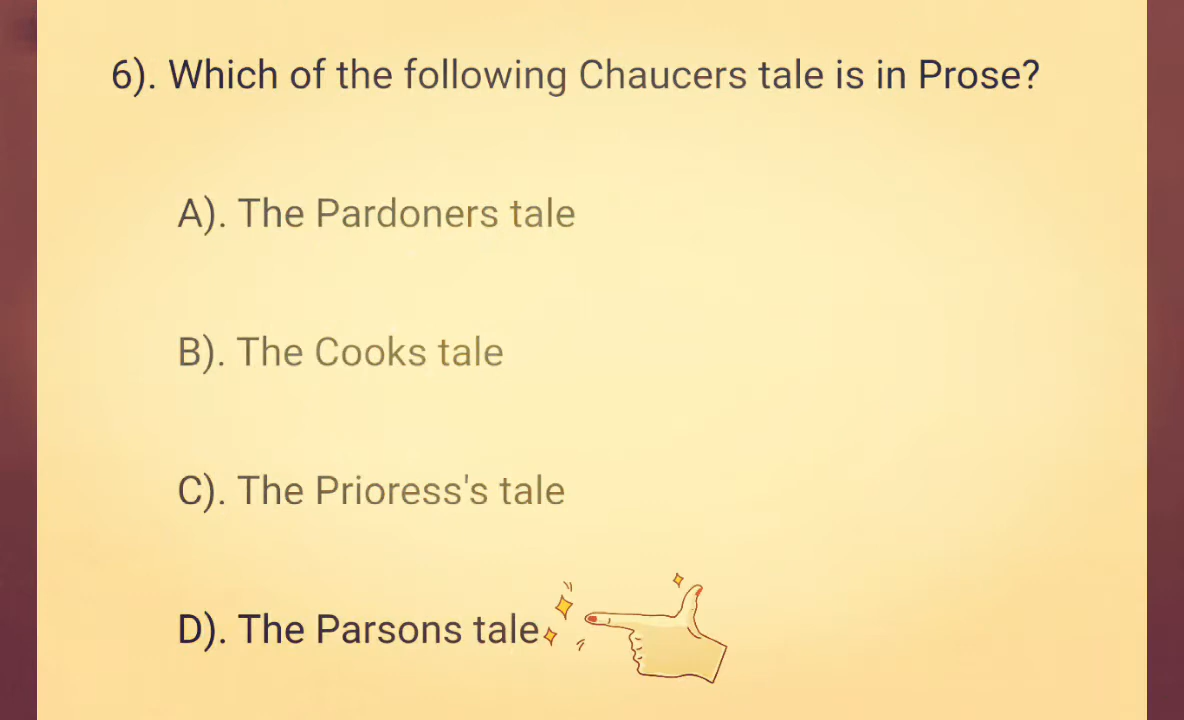 6). Which of the following Chaucers tale is in Prose?
A). The Pardoners tale
B). The Cooks tale
C). The Prioress's tale
D). The Parsons tale